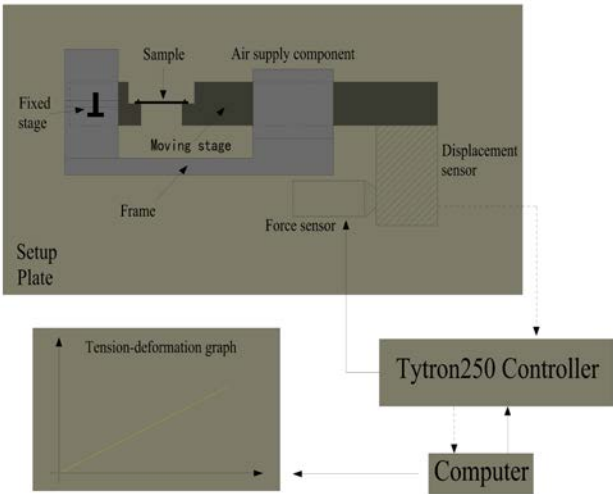 Sample
Air supply component
Fixed
stage
Moving stage
Displacement
sensor
Frame
Force sensor
Setup
Plate
Tension-deformation graph
Tytron250 Controller
Computer